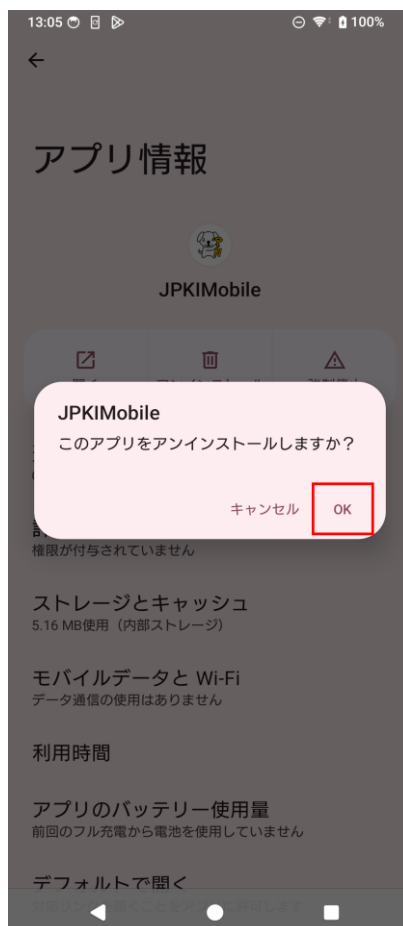 13:05
100%
アプリ情報
JPKIMobile
JPKIMobile
このアプリをアンインストールしますか？
キャンセル
OK
権限が付与されていません
ストレージとキャッシュ
5.16 MB使用（内部ストレージ）
モバイルデータと Wi-Fi
データ通信の使用はありません
利用時間
アプリのバッテリー使用量
前回のフル充電から電池を使用していません
デフォルトで開く